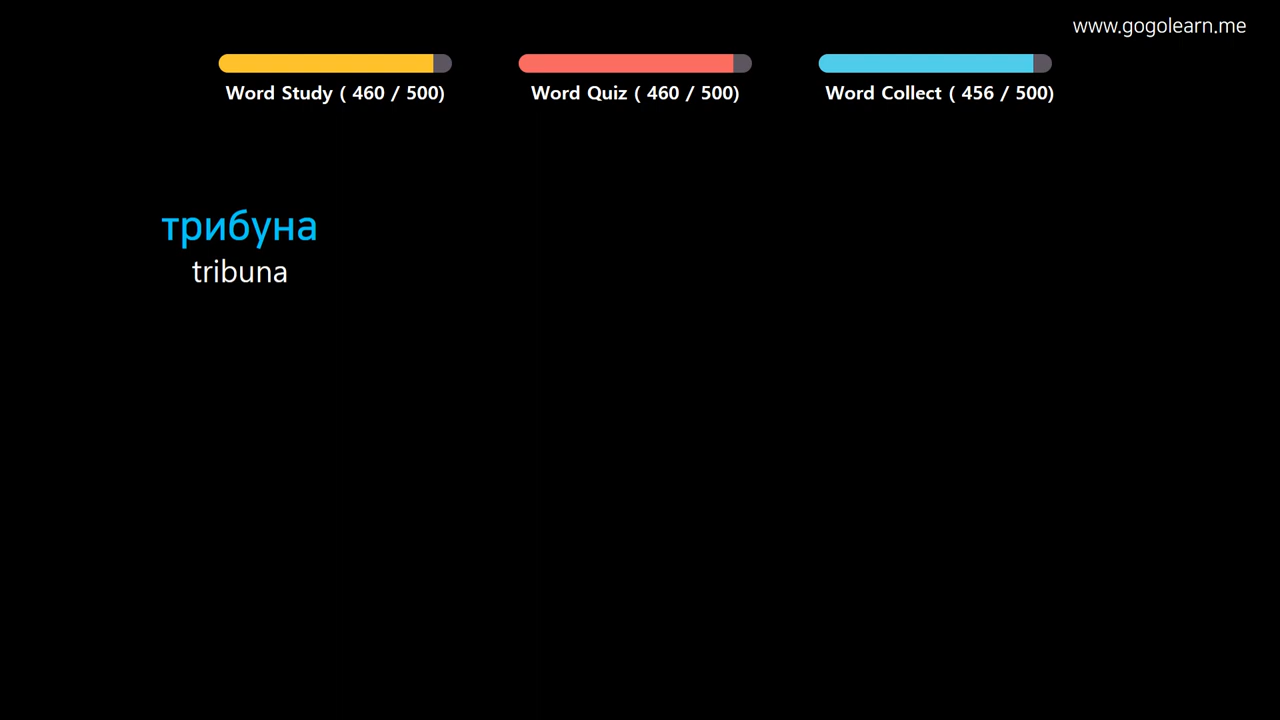 www.gogolearn.me
Word Study ( 460 / 500)
Word Quiz ( 460 / 500)
Word Collect ( 456 / 500)
трибуна
tribuna